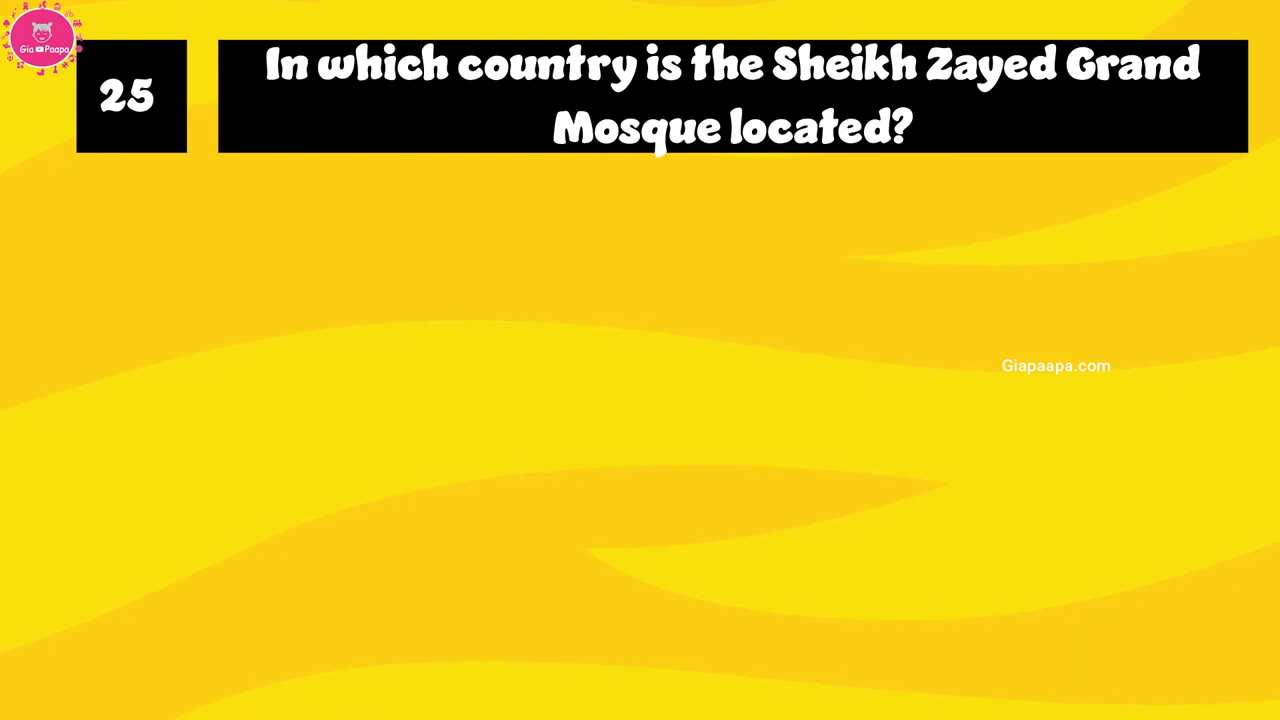 Gia Paapa
25
In which country is the Sheikh Zayed Grand
Mosque located?
Giapaapa.com